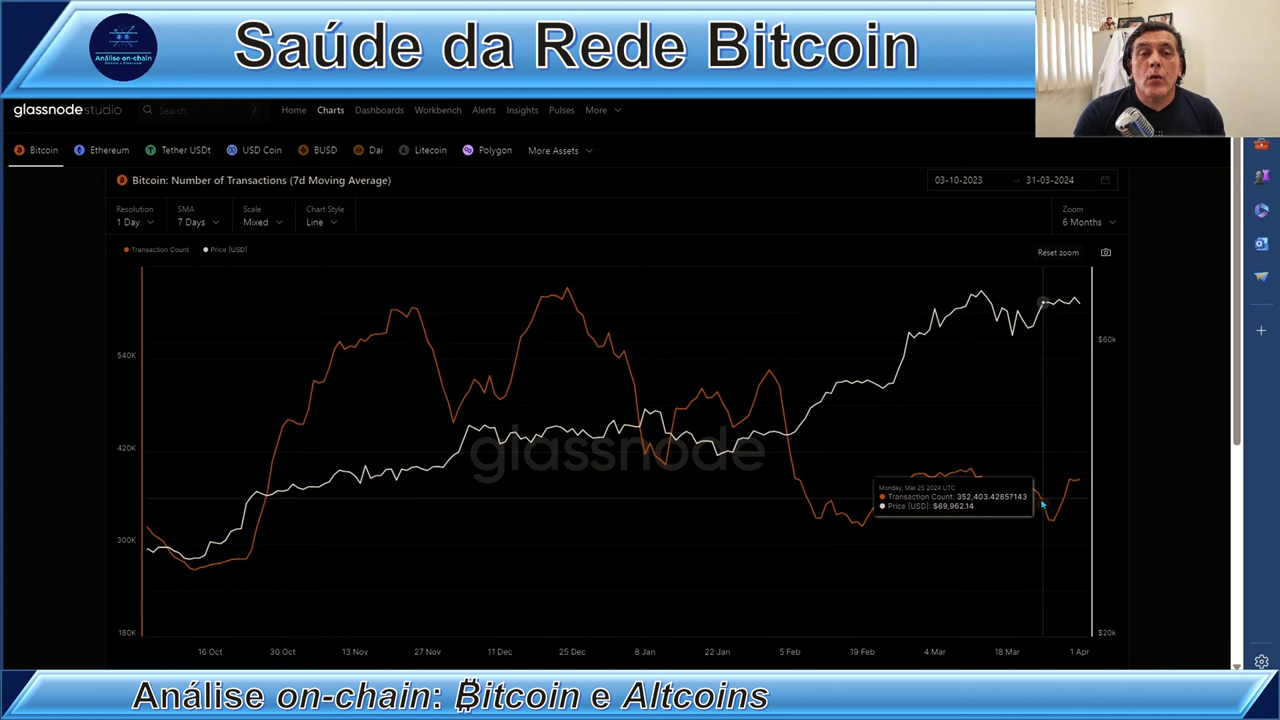 Saúde da Rede Bitcoin
Análise on-chain
Bitcoin e Altcoins
glassnode studio
Search
/
Home
Charts
Dashboards
Workbench
Alerts
Insights
Pulses
More
Bitcoin
Ethereum
Tether USDt
USD Coin
BUSD
Dai
Litecoin
Polygon
More Assets
Bitcoin: Number of Transactions (7d Moving Average)
03-10-2023
→
31-03-2024
Resolution
1 Day
SMA
7 Days
Scale
Mixed
Chart Style
Line
Zoom
6 Months
Transaction Count
Price [USD]
Reset zoom
540K
420K
300K
180K
$60k
$20k
glassnode
Monday, Mar 25 2024 UTC
Transaction Count: 352,403.42857143
Price [USD]: $69,962.14
16 Oct
30 Oct
13 Nov
27 Nov
11 Dec
25 Dec
8 Jan
22 Jan
5 Feb
19 Feb
4 Mar
18 Mar
1 Apr
Análise on-chain: ₿itcoin e Altcoins